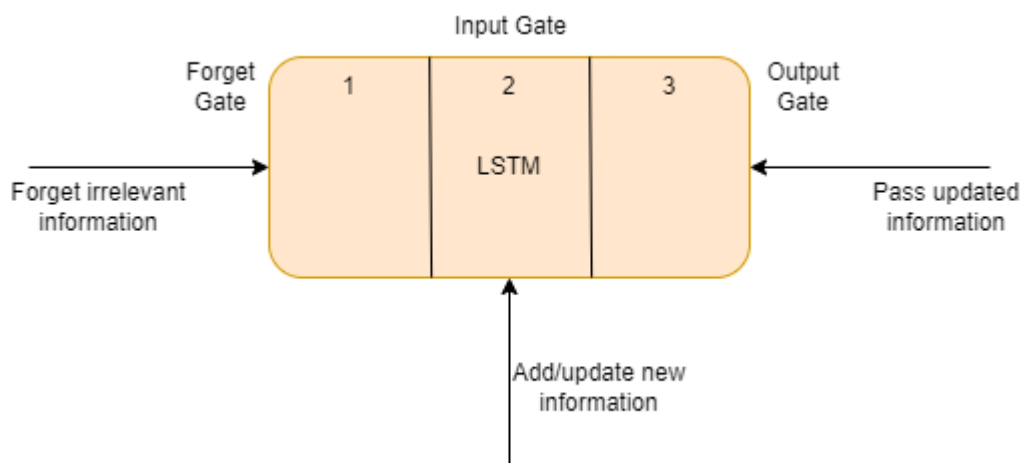 Input Gate
Forget
Gate
1
2
3
Output
Gate
LSTM
Forget irrelevant
information
Pass updated
information
Add/update new
information